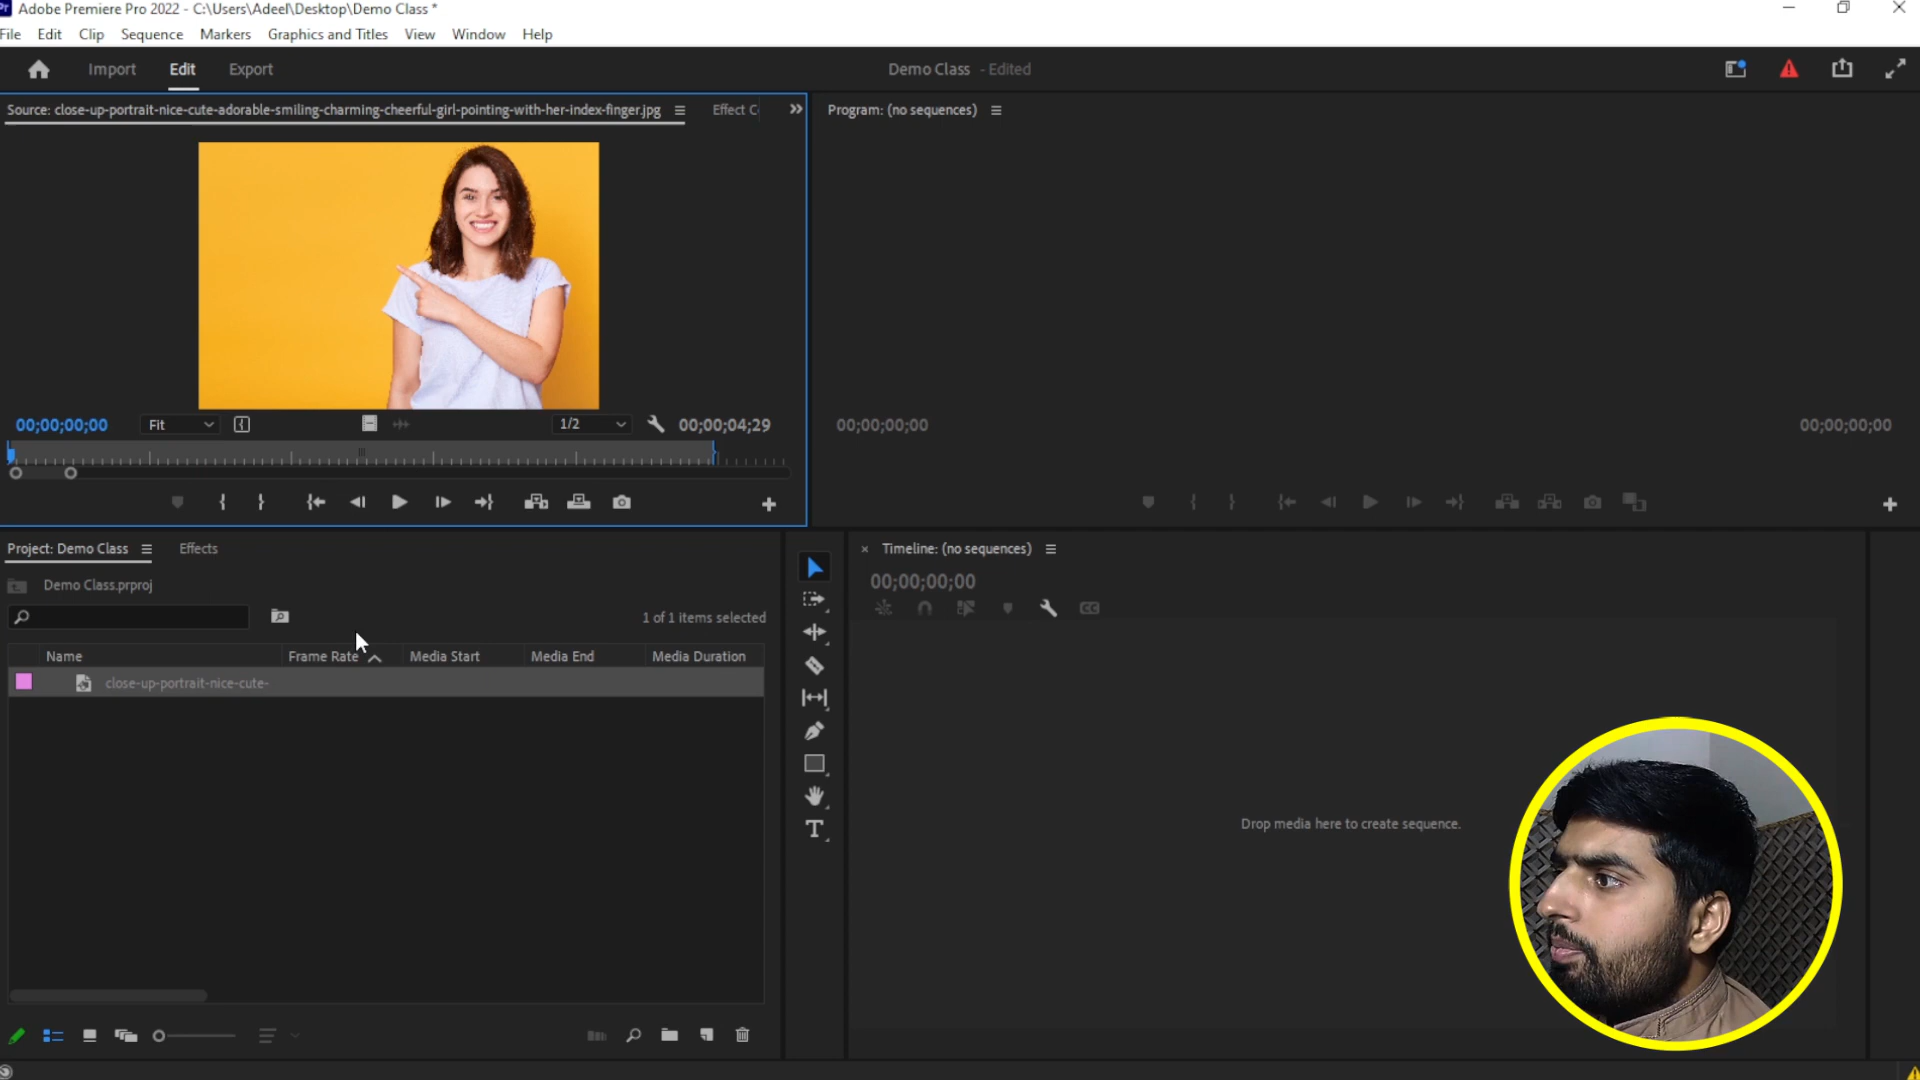 Adobe Premiere Pro 2022 - C:\Users\Adeel\Desktop\Demo Class *
File Edit Clip Sequence Markers Graphics and Titles View Window Help
Import Edit Export
Demo Class - Edited
Source: close-up-portrait-nice-cute-adorable-smiling-charming-cheerful-girl-pointing-with-her-index-finger.jpg
Effect C
Program: (no sequences)
00;00;00;00 Fit 1/2 00;00;04;29
00;00;00;00 00;00;00;00
Project: Demo Class Effects
Demo Class.prproj
1 of 1 items selected
Name Frame Rate Media Start Media End Media Duration
close-up-portrait-nice-cute-
Timeline: (no sequences)
00;00;00;00
CC
T
Drop media here to create sequence.